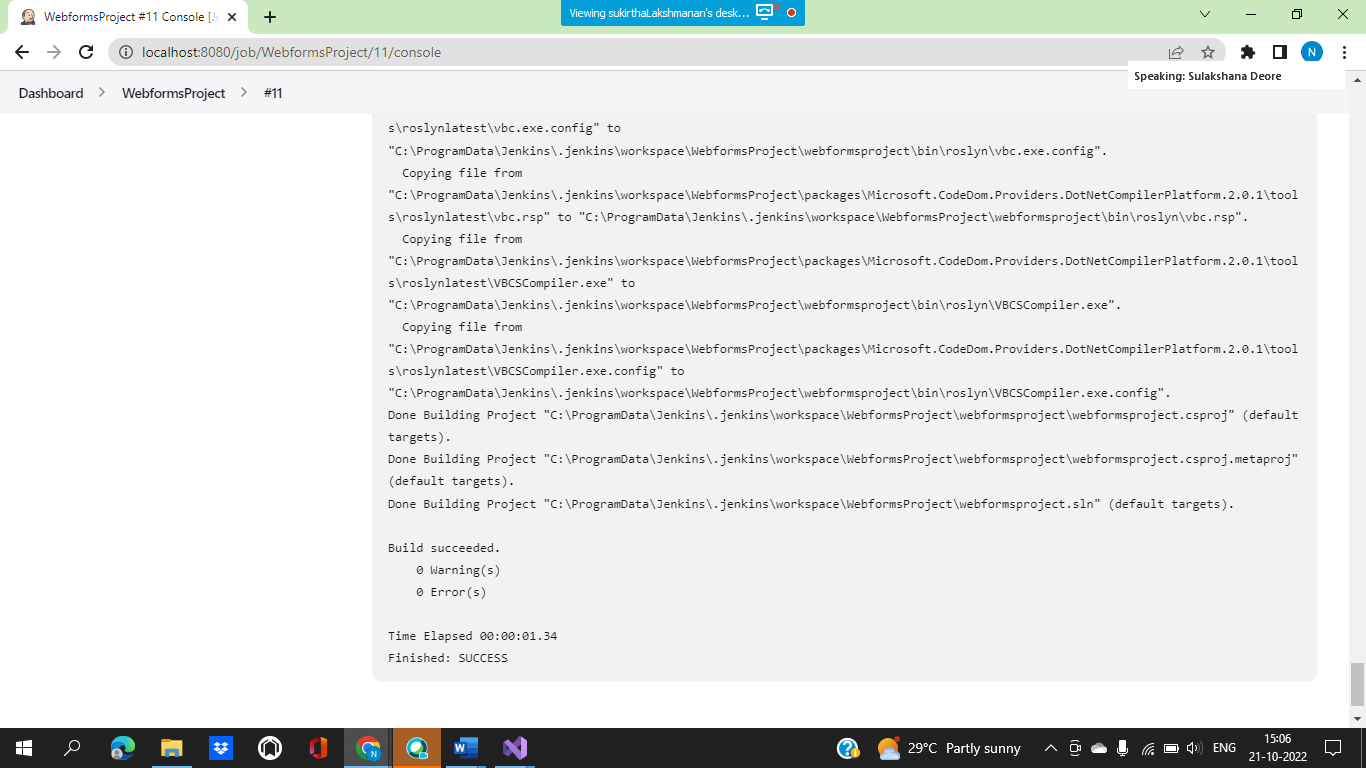 WebformsProject #11 Console [Je
Viewing sukirthaLakshmanan's desk...
localhost:8080/job/WebformsProject/11/console
N
Speaking: Sulakshana Deore
Dashboard > WebformsProject > #11
s\roslynlatest\vbc.exe.config" to
"C:\ProgramData\Jenkins\.jenkins\workspace\WebformsProject\webformsproject\bin\roslyn\vbc.exe.config".
Copying file from
"C:\ProgramData\Jenkins\.jenkins\workspace\WebformsProject\packages\Microsoft.CodeDom.Providers.DotNetCompilerPlatform.2.0.1\tool
s\roslynlatest\vbc.rsp" to "C:\ProgramData\Jenkins\.jenkins\workspace\WebformsProject\webformsproject\bin\roslyn\vbc.rsp".
Copying file from
"C:\ProgramData\Jenkins\.jenkins\workspace\WebformsProject\packages\Microsoft.CodeDom.Providers.DotNetCompilerPlatform.2.0.1\tool
s\roslynlatest\VBCSCompiler.exe" to
"C:\ProgramData\Jenkins\.jenkins\workspace\WebformsProject\webformsproject\bin\roslyn\VBCSCompiler.exe".
Copying file from
"C:\ProgramData\Jenkins\.jenkins\workspace\WebformsProject\packages\Microsoft.CodeDom.Providers.DotNetCompilerPlatform.2.0.1\tool
s\roslynlatest\VBCSCompiler.exe.config" to
"C:\ProgramData\Jenkins\.jenkins\workspace\WebformsProject\webformsproject\bin\roslyn\VBCSCompiler.exe.config".
Done Building Project "C:\ProgramData\Jenkins\.jenkins\workspace\WebformsProject\webformsproject\webformsproject.csproj" (default
targets).
Done Building Project "C:\ProgramData\Jenkins\.jenkins\workspace\WebformsProject\webformsproject\webformsproject.csproj.metaproj"
(default targets).
Done Building Project "C:\ProgramData\Jenkins\.jenkins\workspace\WebformsProject\webformsproject.sln" (default targets).
Build succeeded.
0 Warning(s)
0 Error(s)
Time Elapsed 00:00:01.34
Finished: SUCCESS
29°C Partly sunny
ENG
15:06
21-10-2022